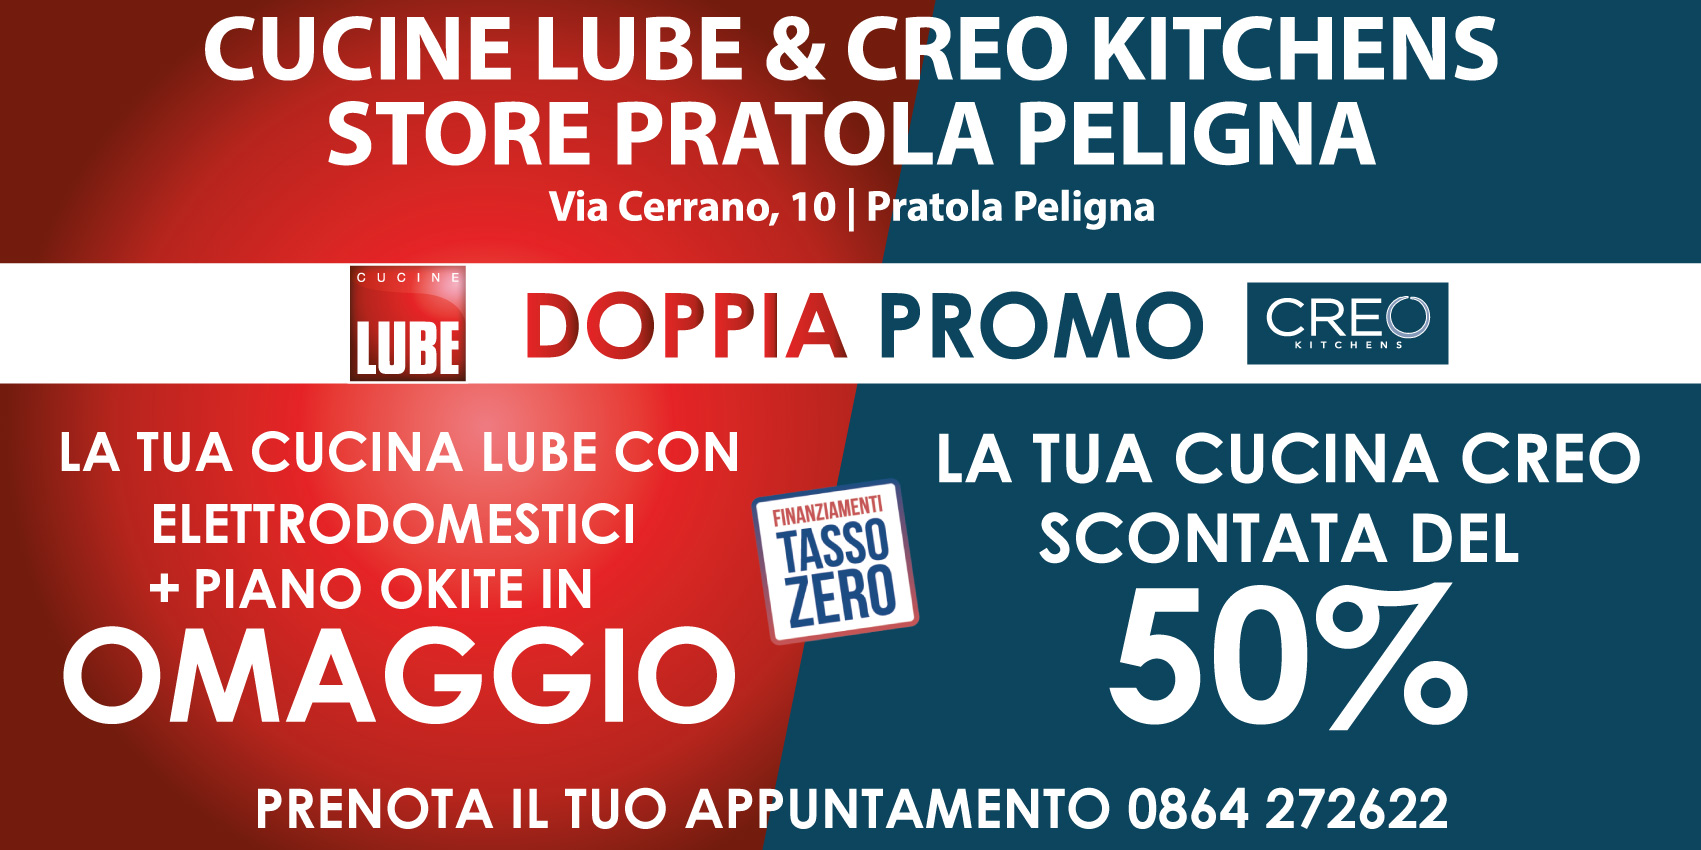 CUCINE LUBE & CREO KITCHENS
STORE PRATOLA PELIGNA
Via Cerrano, 10 | Pratola Peligna
CUCINE
LUBE
DOPPIA PROMO
CREO
KITCHENS
LA TUA CUCINA LUBE CON
ELETTRODOMESTICI
+ PIANO OKITE IN
OMAGGIO
FINANZIAMENTI
TASSO
ZERO
LA TUA CUCINA CREO
SCONTATA DEL
50%
PRENOTA IL TUO APPUNTAMENTO 0864 272622